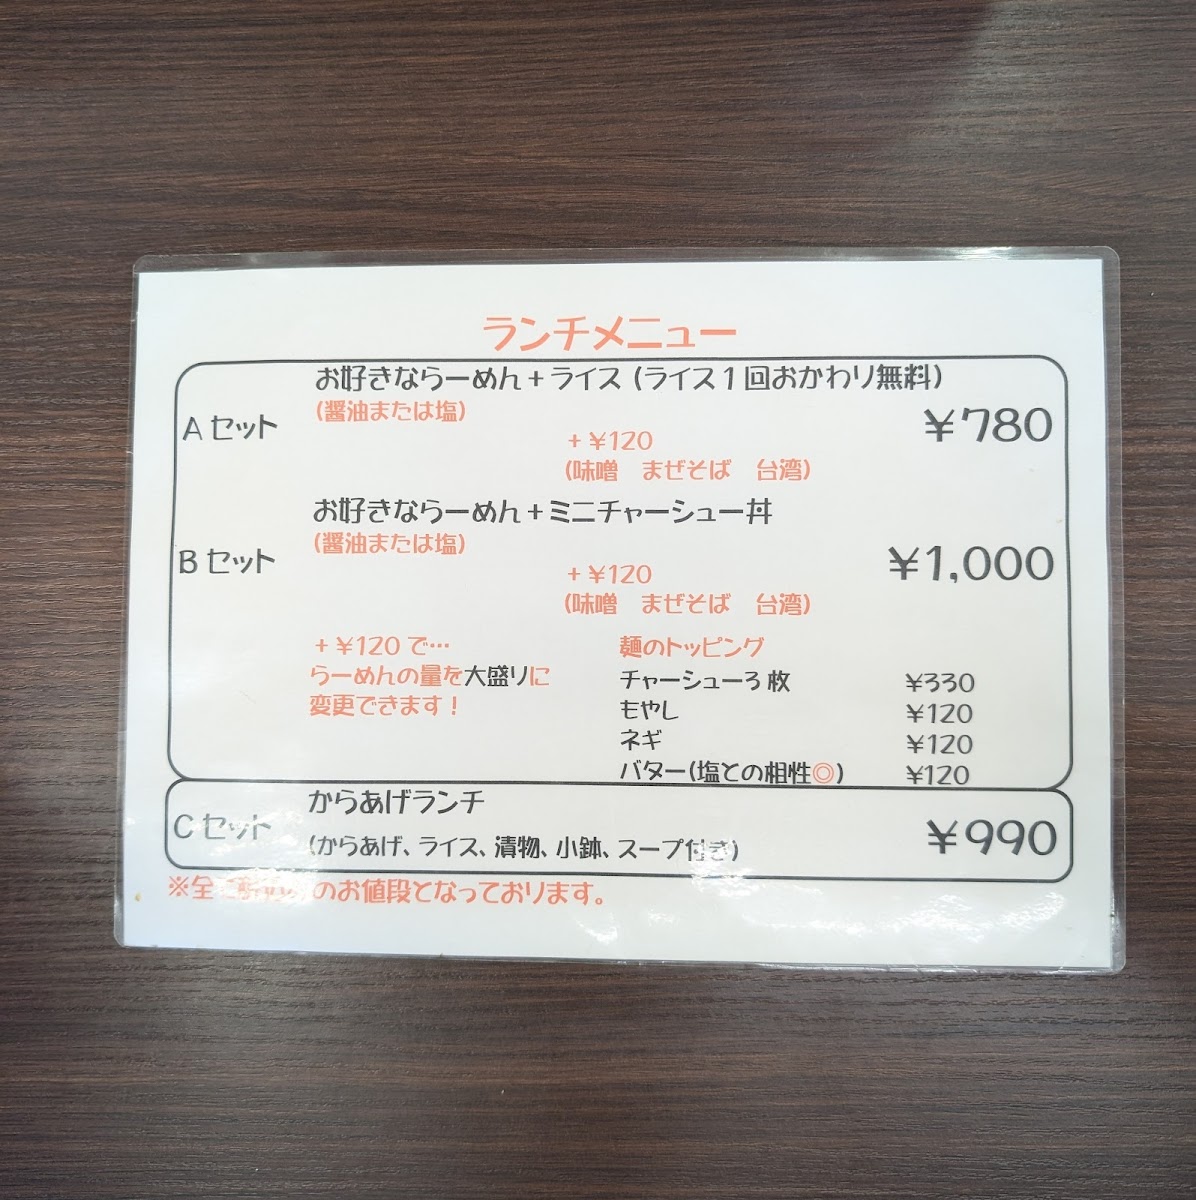 ランチメニュー
お好きならーめん+ライス(ライス1回おかわり無料)
(醤油または塩)
Aセット
¥780
+¥120
(味噌 まぜそば 台湾)
お好きならーめん+ミニチャーシュー丼
(醤油または塩)
Bセット
¥1,000
+¥120
(味噌 まぜそば 台湾)
+¥120で…
らーめんの量を大盛りに
変更できます!
麺のトッピング
チャーシュー3枚 ¥330
もやし ¥120
ネギ ¥120
バター(塩との相性◎) ¥120
からあげランチ
Cセット
(からあげ、ライス、漬物、小鉢、スープ付き)
¥990
※全て のお値段となっております。